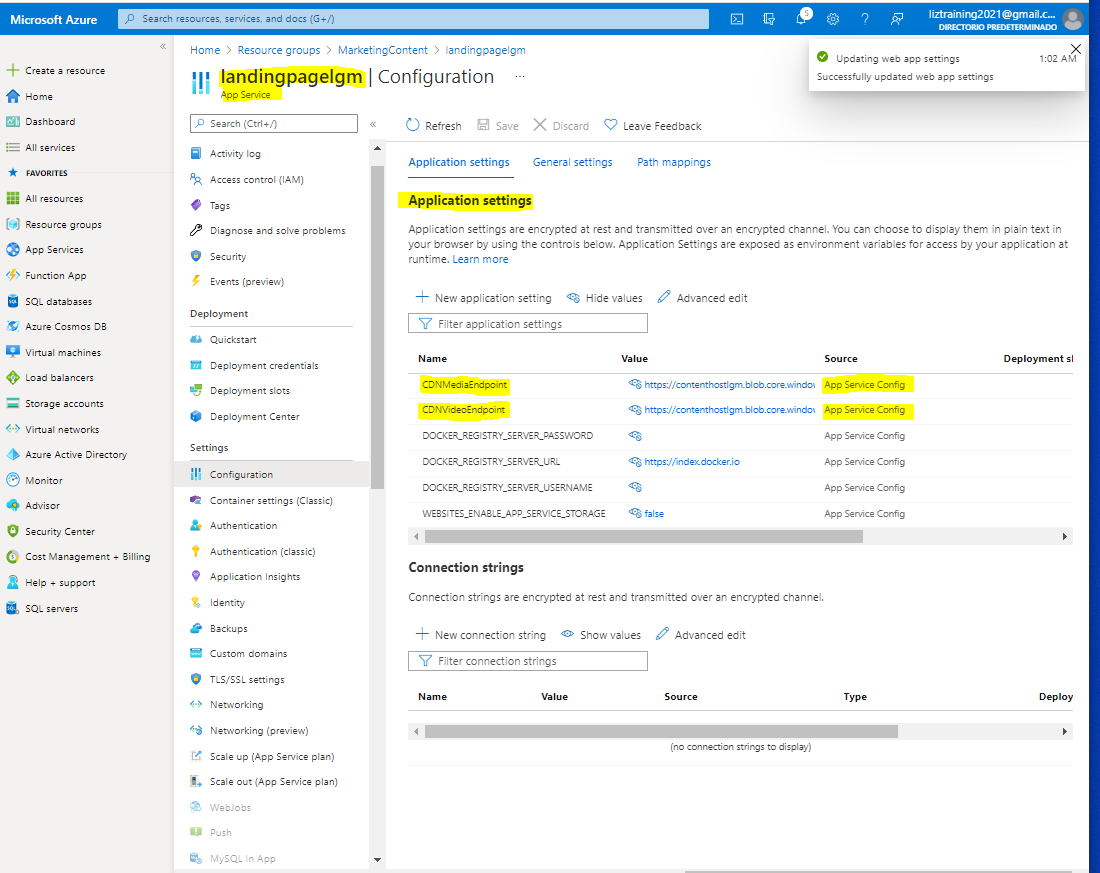 Microsoft Azure
Search resources, services, and docs (G+/)
5
liztraining2021@gmail.c...
DIRECTORIO PREDETERMINADO
Create a resource
Home
Dashboard
All services
FAVORITES
All resources
Resource groups
App Services
Function App
SQL databases
Azure Cosmos DB
Virtual machines
Load balancers
Storage accounts
Virtual networks
Azure Active Directory
Monitor
Advisor
Security Center
Cost Management + Billing
Help + support
SQL servers
Home > Resource groups > MarketingContent > landingpagelgm
landingpagelgm | Configuration ...
App Service
Updating web app settings 1:02 AM
Successfully updated web app settings
Search (Ctrl+/)
Activity log
Access control (IAM)
Tags
Diagnose and solve problems
Security
Events (preview)
Deployment
Quickstart
Deployment credentials
Deployment slots
Deployment Center
Settings
Configuration
Container settings (Classic)
Authentication
Authentication (classic)
Application Insights
Identity
Backups
Custom domains
TLS/SSL settings
Networking
Networking (preview)
Scale up (App Service plan)
Scale out (App Service plan)
WebJobs
Push
MySQL In App
Refresh Save Discard Leave Feedback
Application settings General settings Path mappings
Application settings
Application settings are encrypted at rest and transmitted over an encrypted channel. You can choose to display them in plain text in
your browser by using the controls below. Application Settings are exposed as environment variables for access by your application at
runtime. Learn more
New application setting Hide values Advanced edit
Filter application settings
Name Value Source Deployment sl
CDNMediaEndpoint https://contenthostlgm.blob.core.windov App Service Config
CDNVideoEndpoint https://contenthostlgm.blob.core.windov App Service Config
DOCKER_REGISTRY_SERVER_PASSWORD App Service Config
DOCKER_REGISTRY_SERVER_URL https://index.docker.io App Service Config
DOCKER_REGISTRY_SERVER_USERNAME App Service Config
WEBSITES_ENABLE_APP_SERVICE_STORAGE false App Service Config
Connection strings
Connection strings are encrypted at rest and transmitted over an encrypted channel.
New connection string Show values Advanced edit
Filter connection strings
Name Value Source Type Deploy
(no connection strings to display)